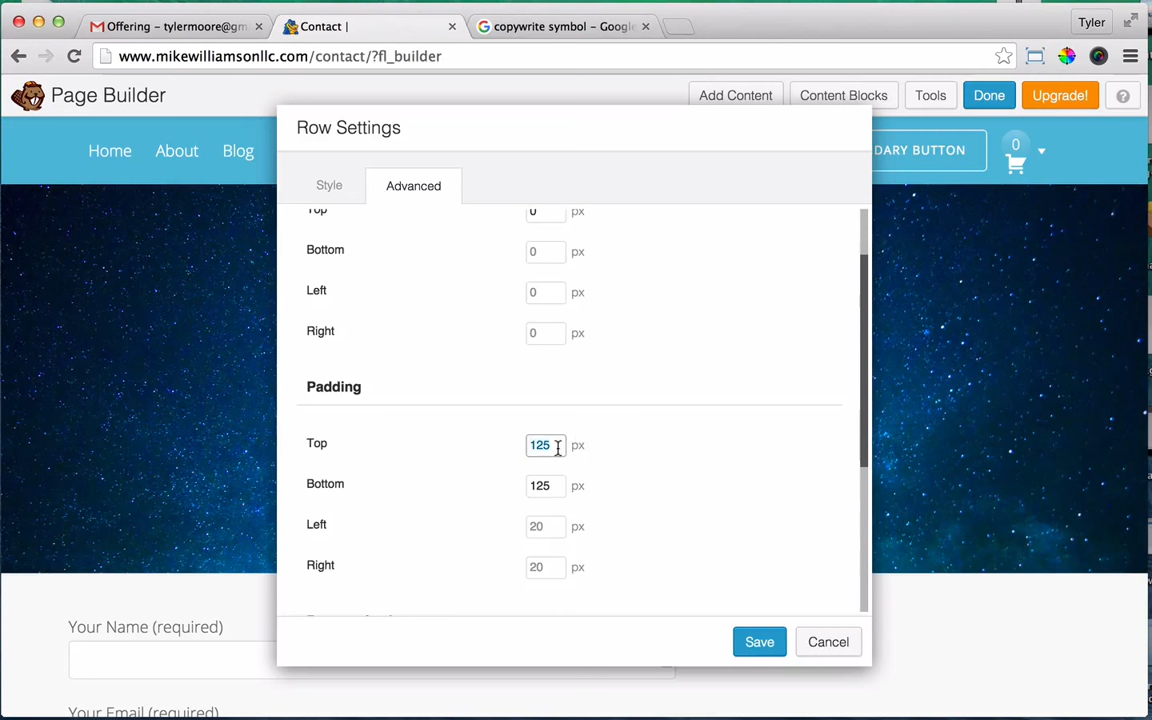 Offering - tylermoore@gm
Contact |
copywrite symbol - Google
Tyler
www.mikewilliamsonllc.com/contact/?fl_builder
Page Builder
Add Content
Content Blocks
Tools
Done
Upgrade!
?
Row Settings
Home
About
Blog
DARY BUTTON
0
Style
Advanced
Top
0
px
Bottom
0
px
Left
0
px
Right
0
px
Padding
Top
125
px
Bottom
125
px
Left
20
px
Right
20
px
Your Name (required)
Save
Cancel
Your Email (required)